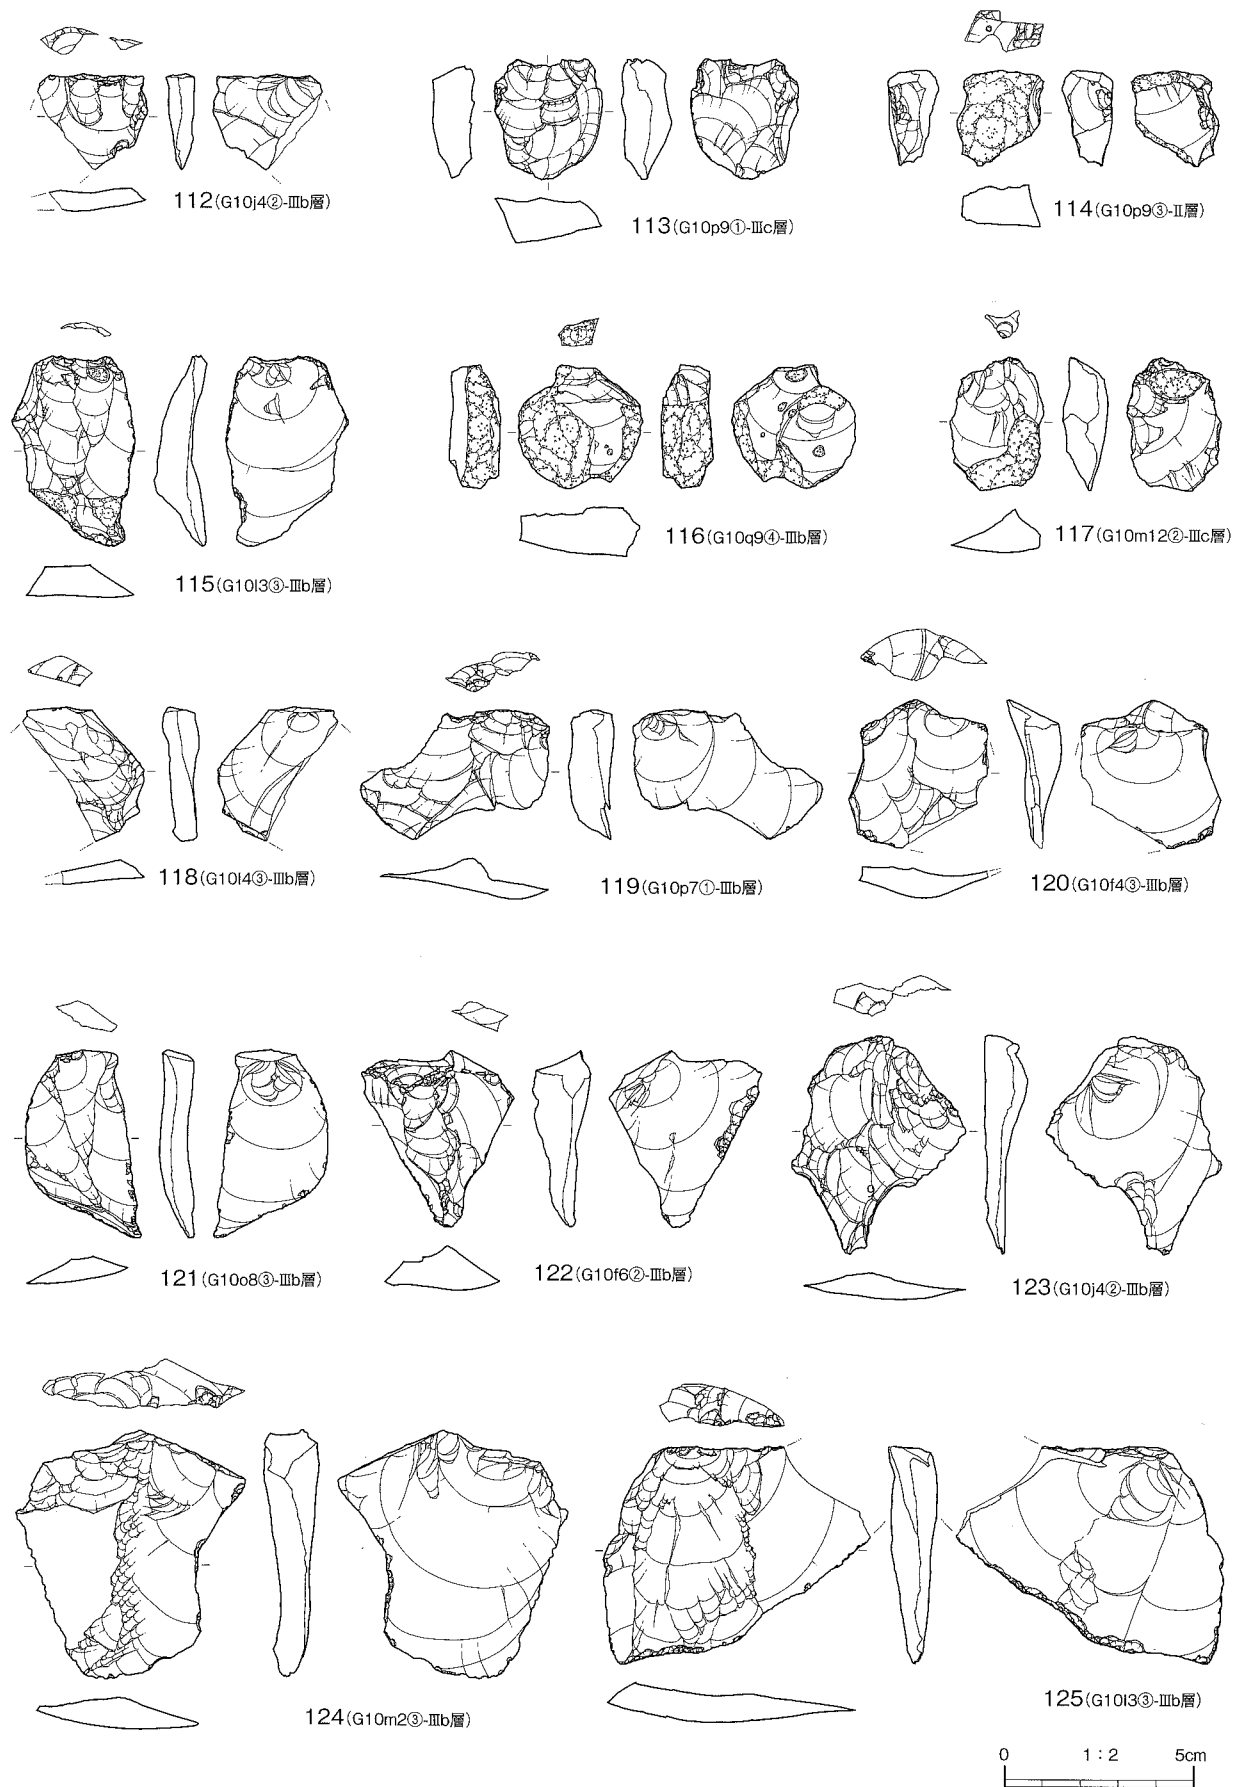 112(G10j4②-Ⅲb層)
113(G10p9①-Ⅲc層)
114(G10p9③-Ⅱ層)
115(G10l3③-Ⅲb層)
116(G10q9④-Ⅲb層)
117(G10m12②-Ⅲc層)
118(G10l4③-Ⅲb層)
119(G10p7①-Ⅲb層)
120(G10f4③-Ⅲb層)
121(G10o8③-Ⅲb層)
122(G10f6②-Ⅲb層)
123(G10j4②-Ⅲb層)
124(G10m2③-Ⅲb層)
125(G10l3③-Ⅲb層)
0 1:2 5cm